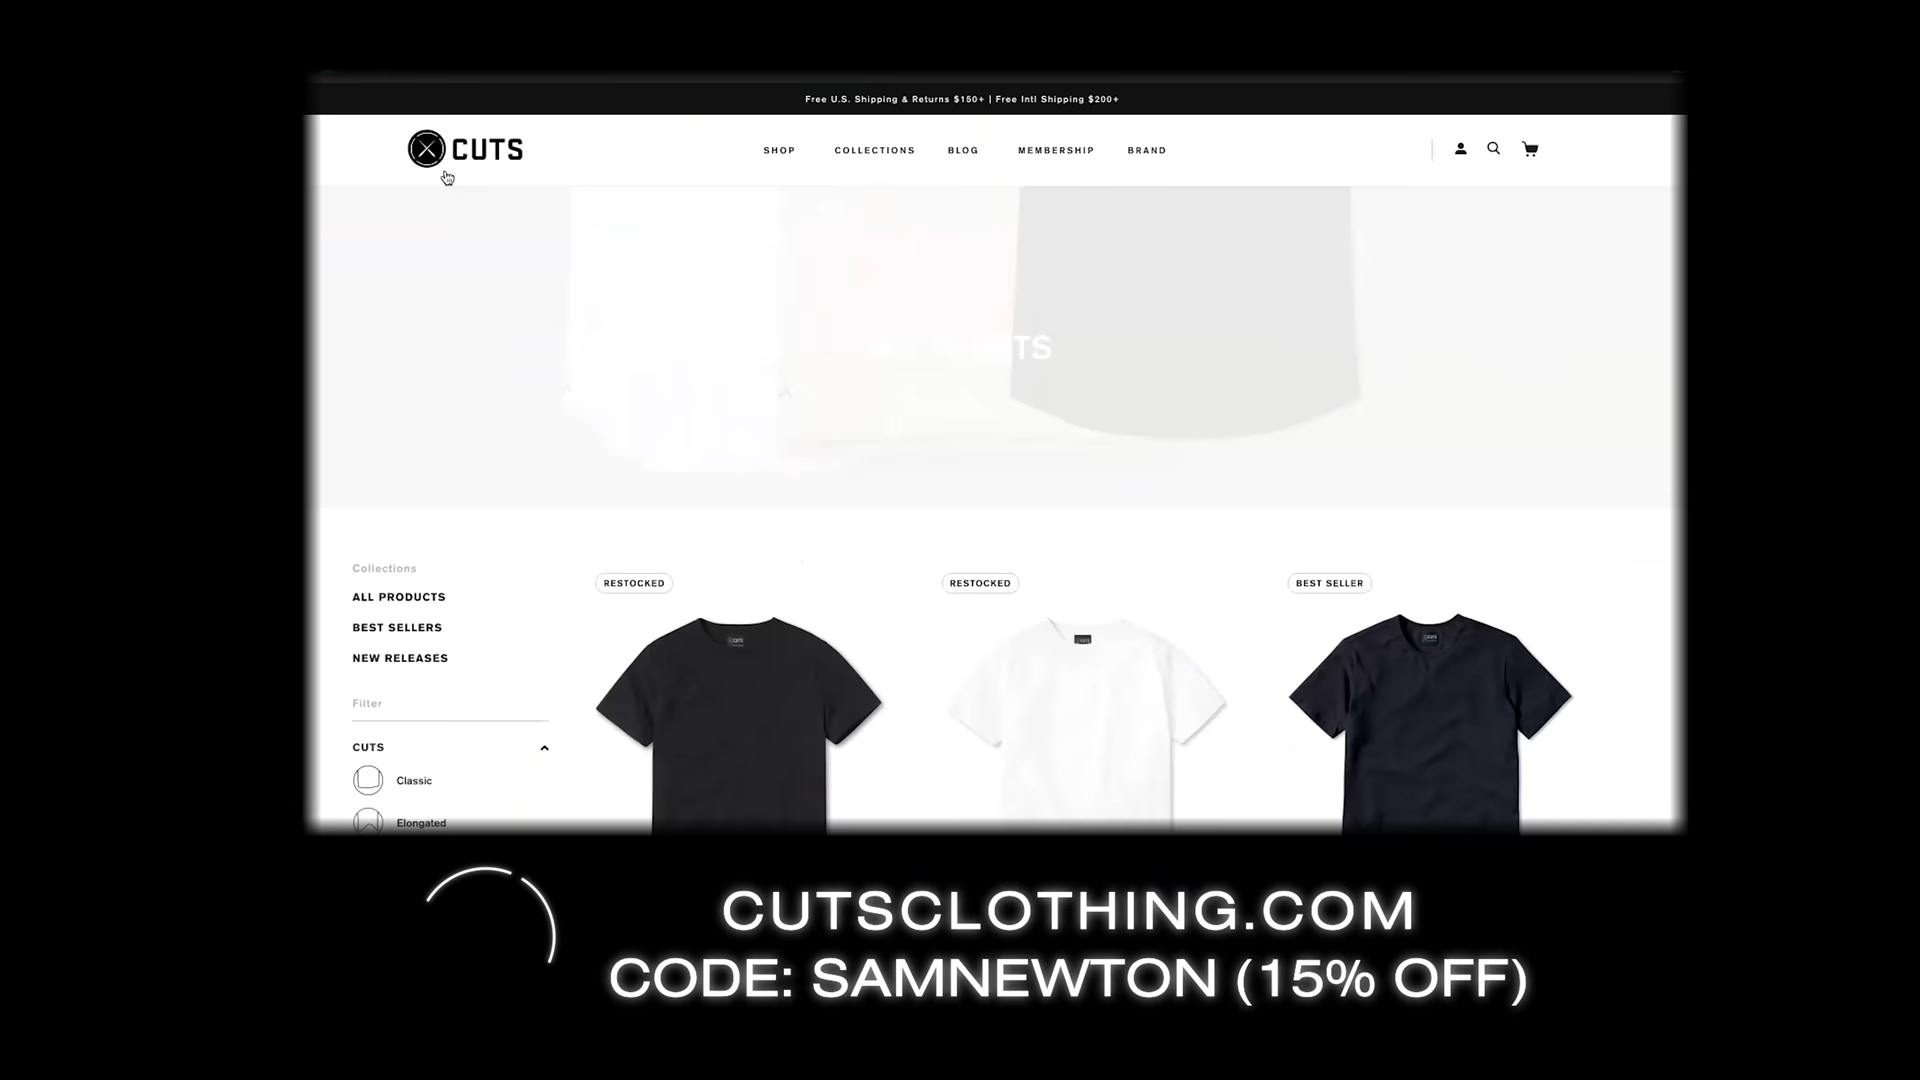 Free U.S. Shipping & Returns $150+ | Free Intl Shipping $200+
CUTS
SHOP COLLECTIONS BLOG MEMBERSHIP BRAND
TS
Collections
ALL PRODUCTS
BEST SELLERS
NEW RELEASES
Filter
CUTS
Classic
Elongated
RESTOCKED
RESTOCKED
BEST SELLER
CUTSCLOTHING.COM
CODE: SAMNEWTON (15% OFF)